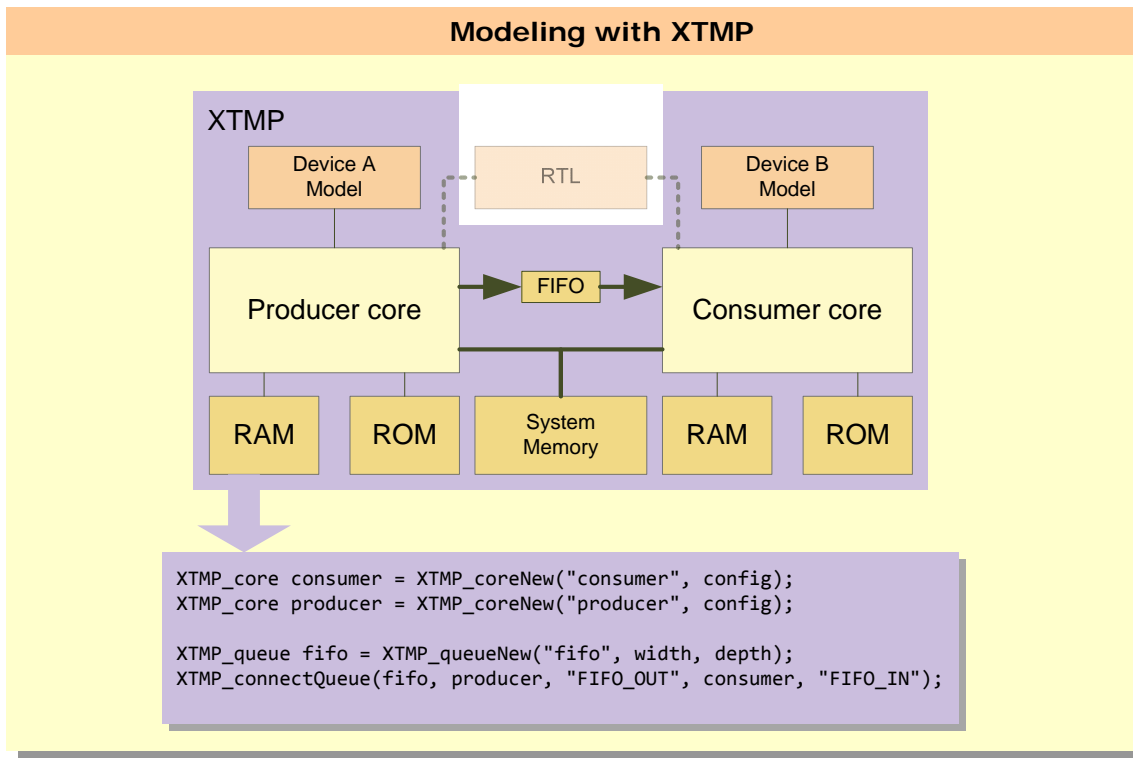 Modeling with XTMP
XTMP
Device A
Model
RTL
Device B
Model
Producer core
FIFO
Consumer core
RAM
ROM
System
Memory
RAM
ROM
XTMP_core consumer = XTMP_coreNew("consumer", config);
XTMP_core producer = XTMP_coreNew("producer", config);
XTMP_queue fifo = XTMP_queueNew("fifo", width, depth);
XTMP_connectQueue(fifo, producer, "FIFO_OUT", consumer, "FIFO_IN");